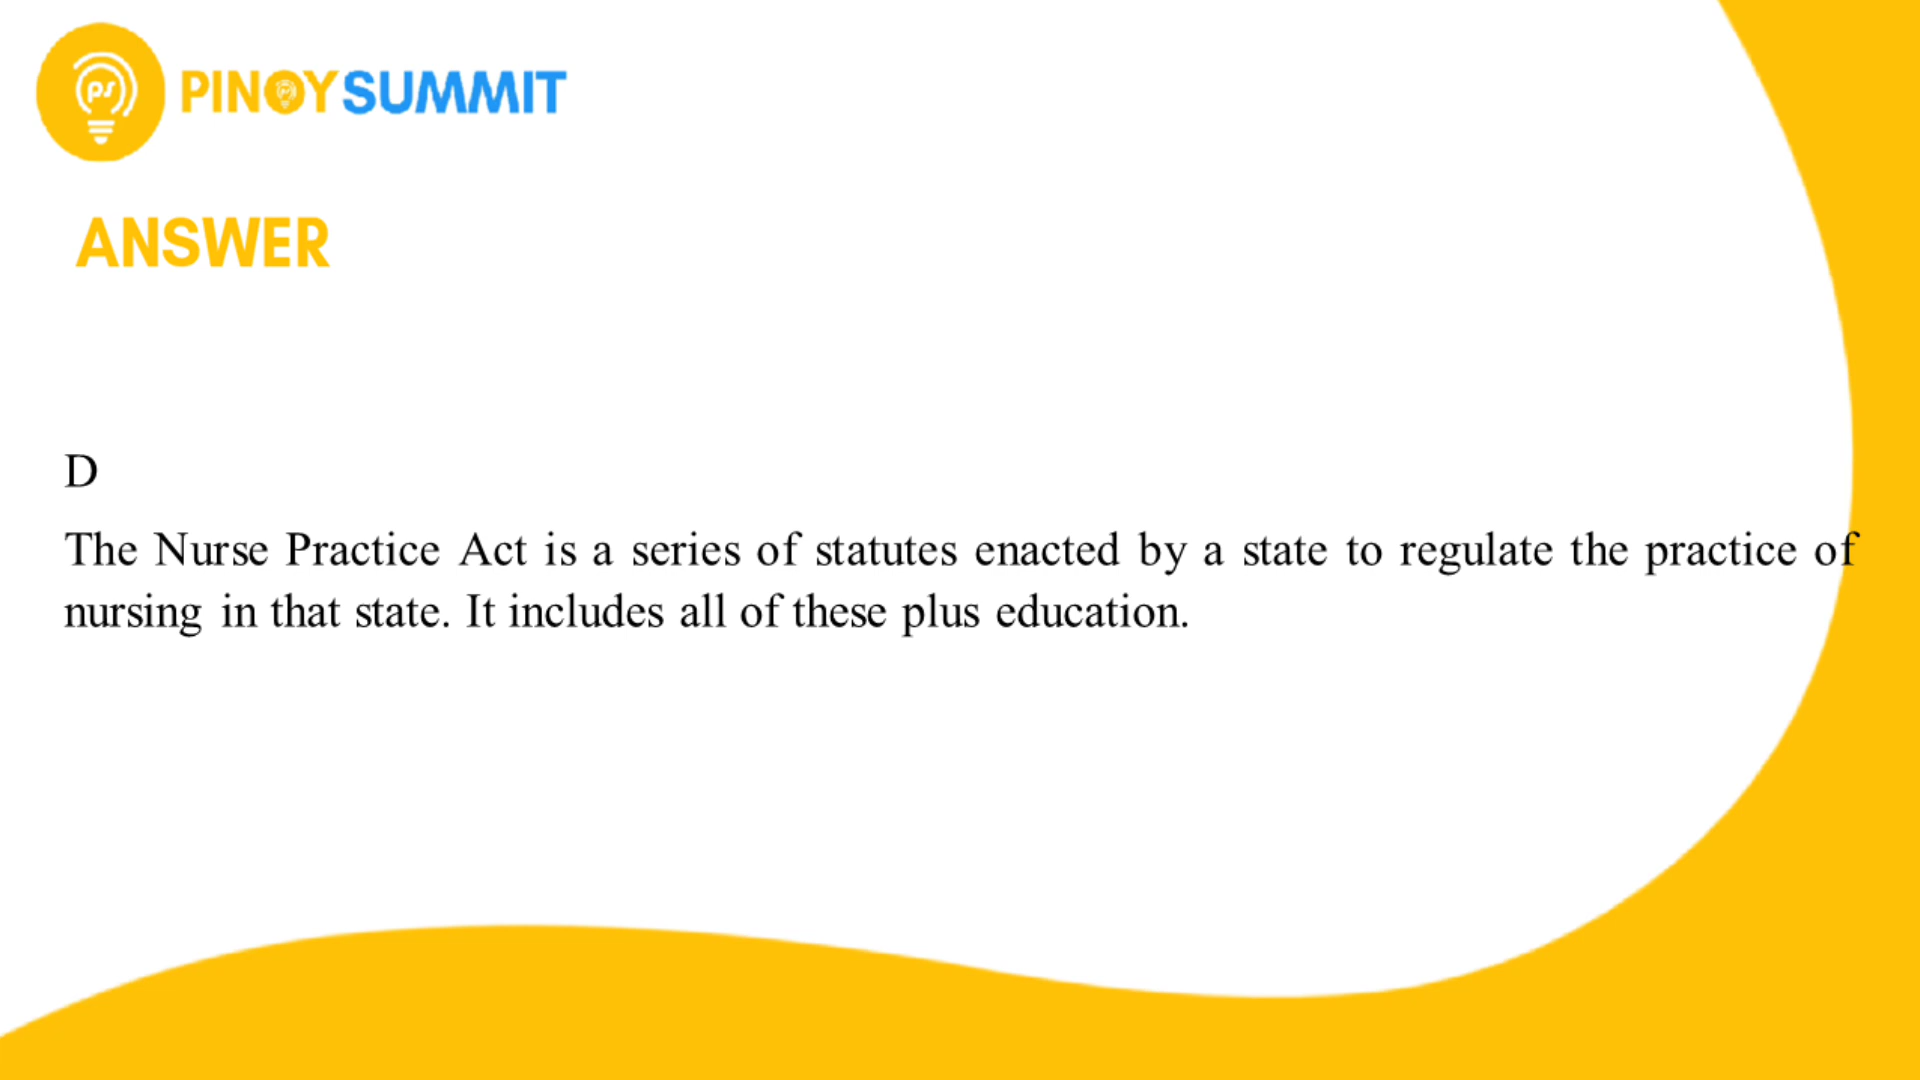 ps PINOYSUMMIT
ANSWER
D
The Nurse Practice Act is a series of statutes enacted by a state to regulate the practice of
nursing in that state. It includes all of these plus education.